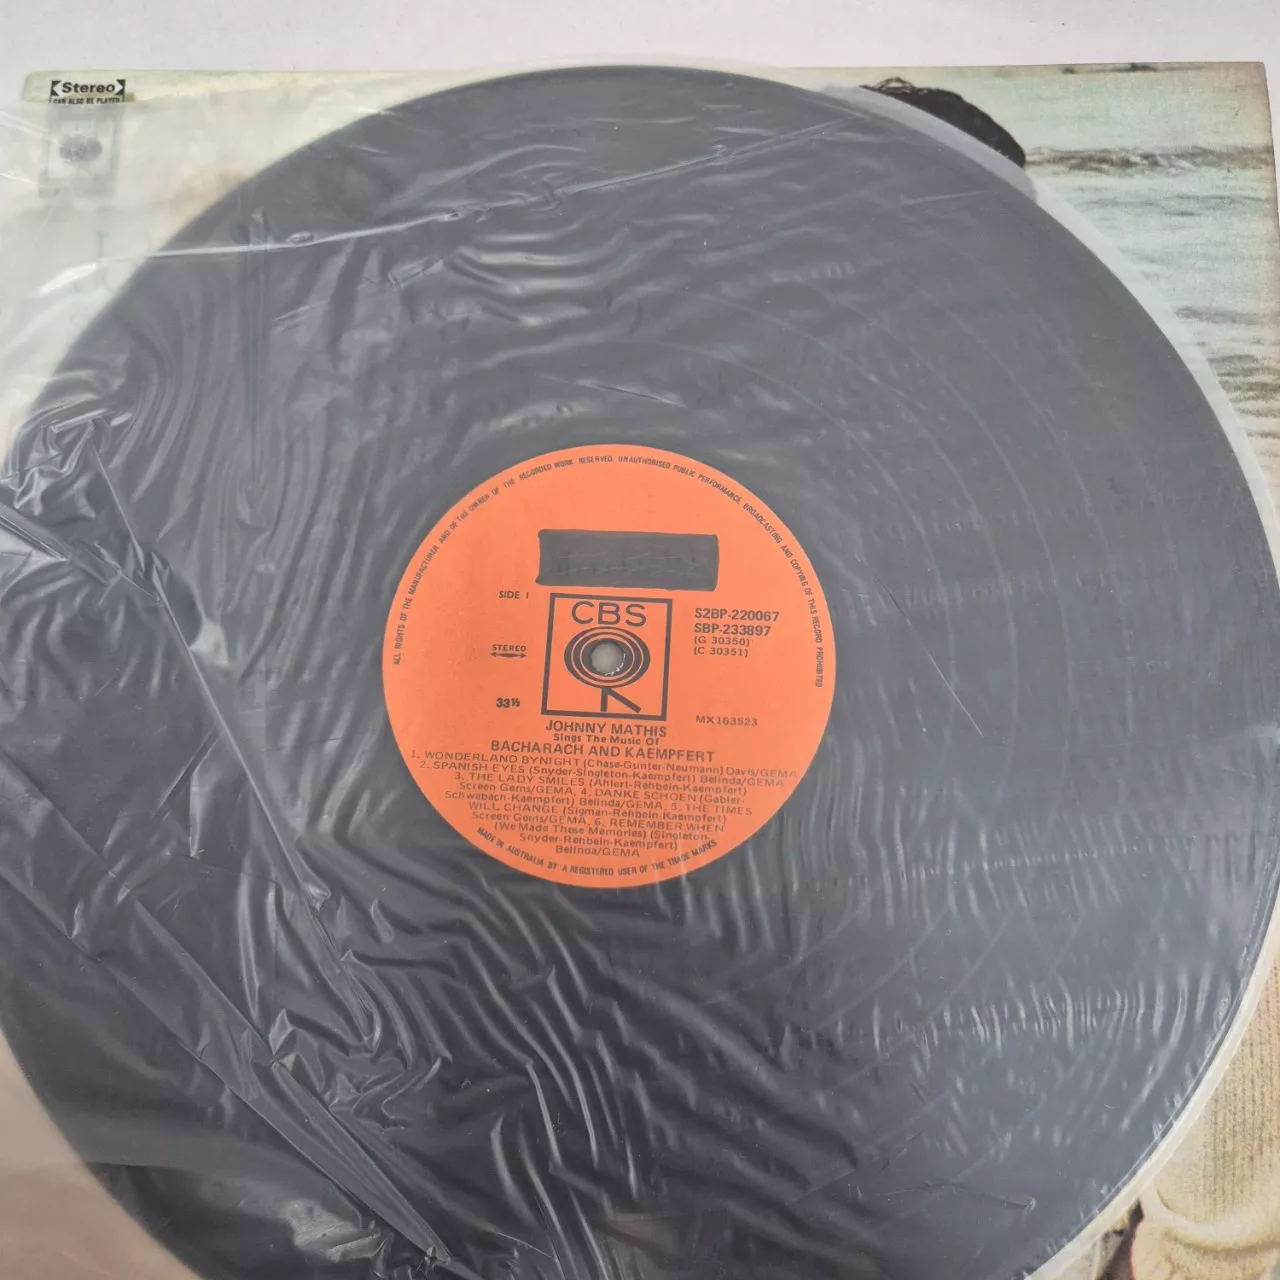 Stereo
CAN ALSO BE PLAYED
ALL RIGHTS OF THE MANUFACTURER AND OF THE OWNER OF THE RECORDED WORK RESERVED. UNAUTHORISED PUBLIC PERFORMANCE BROADCASTING AND COPYING OF THIS RECORD PROHIBITED
SIDE 1
CBS
S2BP-220067
SBP-233897
(G 30350)
(C 30351)
STEREO
33⅓
MX163523
JOHNNY MATHIS
Sings The Music Of
BACHARACH AND KAEMPFERT
1. WONDERLAND BYNIGHT (Chase-Gunter-Neumann) Davis/GEMA
2. SPANISH EYES (Snyder-Singleton-Kaempfert) Belinda/GEMA
3. THE LADY SMILES (Ahlert-Rehbein-Kaempfert)
Screen Gems/GEMA, 4. DANKE SCHOEN (Gabler-
Schwabach-Kaempfert) Belinda/GEMA, 5. THE TIMES
WILL CHANGE (Sigman-Rehbein-Kaempfert)
Screen Gems/GEMA, 6. REMEMBER WHEN
(We Made These Memories) (Singleton-
Snyder-Rehbein-Kaempfert)
Belinda/GEMA
MADE IN AUSTRALIA BY A REGISTERED USER OF THE TRADE MARKS